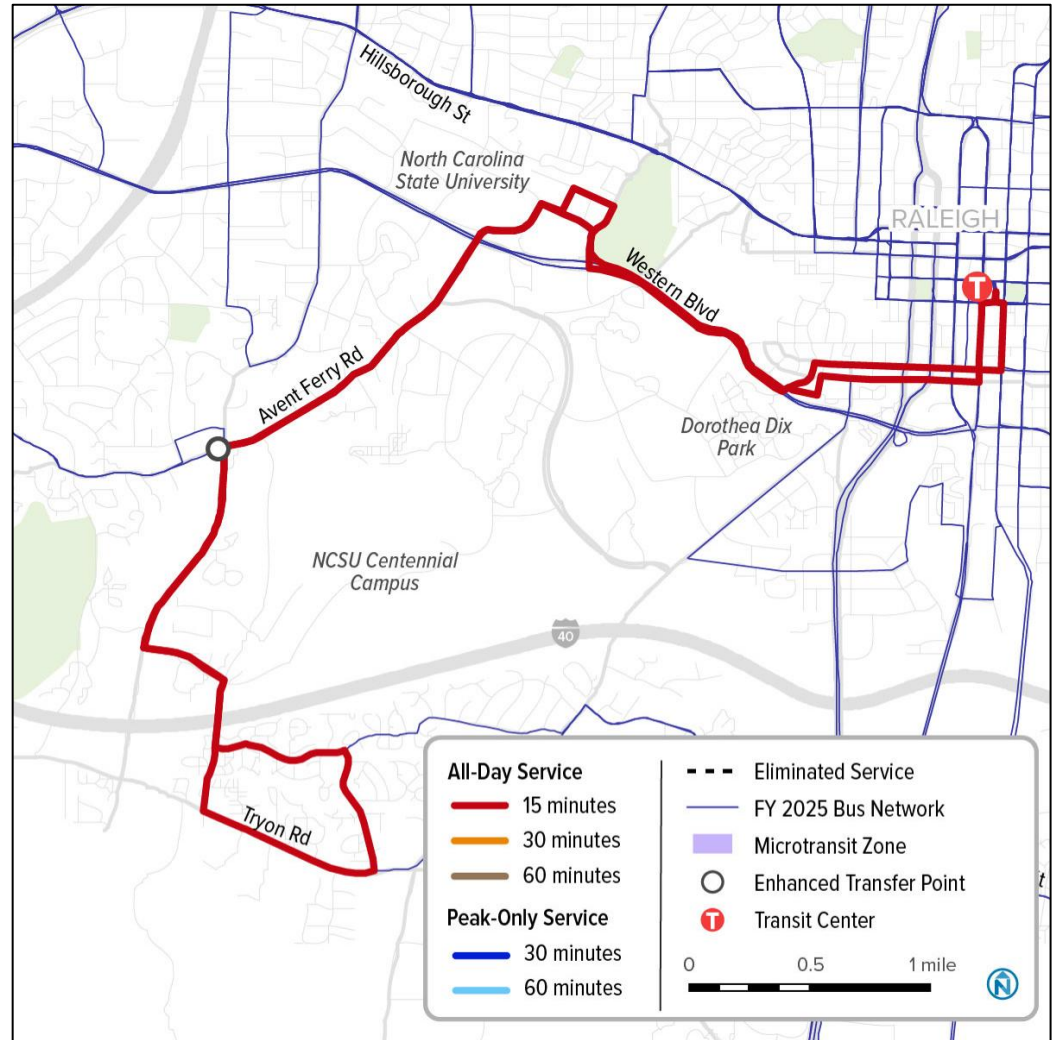 Hillsborough St
North Carolina
State University
RALEIGH
T
Western Blvd
Avent Ferry Rd
Dorothea Dix
Park
NCSU Centennial
Campus
40
Tryon Rd
All-Day Service
15 minutes
30 minutes
60 minutes
Peak-Only Service
30 minutes
60 minutes
Eliminated Service
FY 2025 Bus Network
Microtransit Zone
Enhanced Transfer Point
T Transit Center
0 0.5 1 mile
N